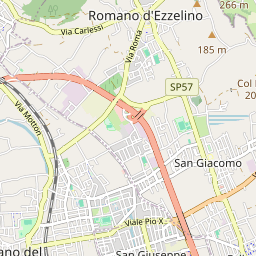 266 m
Romano d'Ezzelino
Via Carlessi
Via Roma
185 m
SP57
Col
20
Via Motton
San Giacomo
Viale Pio X
ano del
San Giuseppe